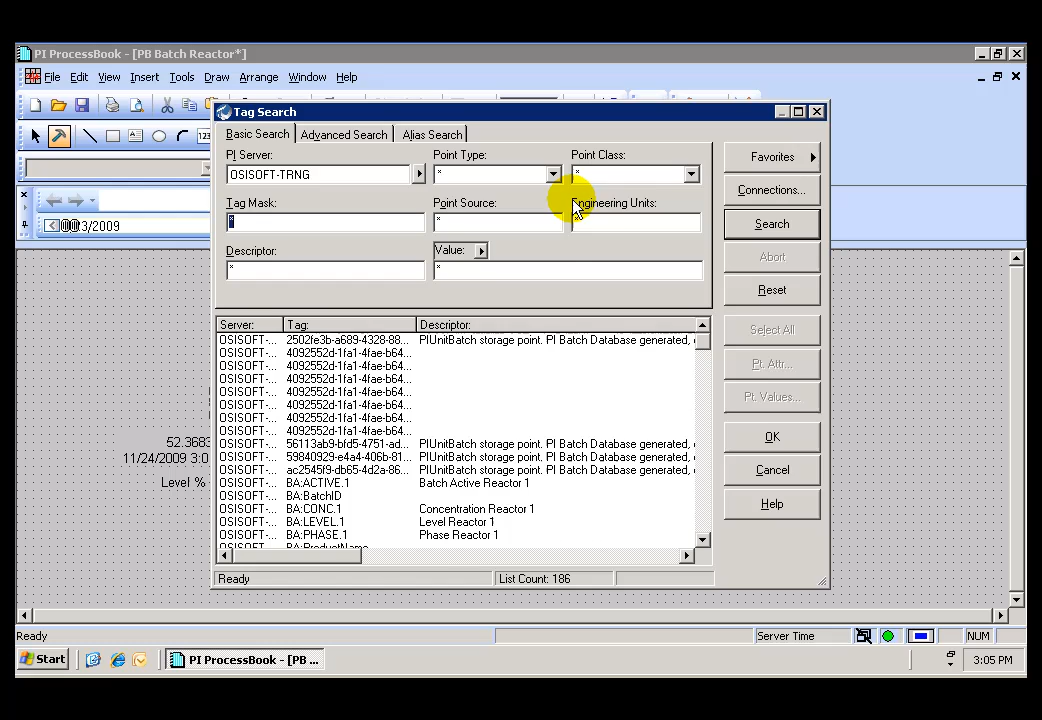 PI ProcessBook - [PB Batch Reactor*]
File Edit View Insert Tools Draw Arrange Window Help
Tag Search
Basic Search Advanced Search Alias Search
PI Server: Point Type: Point Class: Favorites
OSISOFT-TRNG * *
Connections...
Tag Mask: Point Source: Engineering Units:
* * * Search
3/2009
Descriptor: Value: Abort
* *
Reset
Server: Tag: Descriptor: Select All
OSISOFT-... 2502fe3b-a689-4328-88... PIUnitBatch storage point. PI Batch Database generated,
OSISOFT-... 4092552d-1fa1-4fae-b64...
OSISOFT-... 4092552d-1fa1-4fae-b64... Pt. Attr...
OSISOFT-... 4092552d-1fa1-4fae-b64...
OSISOFT-... 4092552d-1fa1-4fae-b64... Pt. Values...
OSISOFT-... 4092552d-1fa1-4fae-b64...
OSISOFT-... 4092552d-1fa1-4fae-b64...
OSISOFT-... 4092552d-1fa1-4fae-b64...
52.3683 OSISOFT-... 56113ab9-bfd5-4751-ad... PIUnitBatch storage point. PI Batch Database generated, OK
11/24/2009 3:0 OSISOFT-... 59840929-e4a4-406b-81... PIUnitBatch storage point. PI Batch Database generated,
OSISOFT-... ac2545f9-db65-4d2a-86... PIUnitBatch storage point. PI Batch Database generated, Cancel
Level % OSISOFT-... BA:ACTIVE.1 Batch Active Reactor 1
OSISOFT-... BA:BatchID
OSISOFT-... BA:CONC.1 Concentration Reactor 1 Help
OSISOFT-... BA:LEVEL.1 Level Reactor 1
OSISOFT-... BA:PHASE.1 Phase Reactor 1
OSISOFT-... BA:ProductName
Ready List Count: 186
Ready Server Time NUM
Start PI ProcessBook - [PB ... 3:05 PM